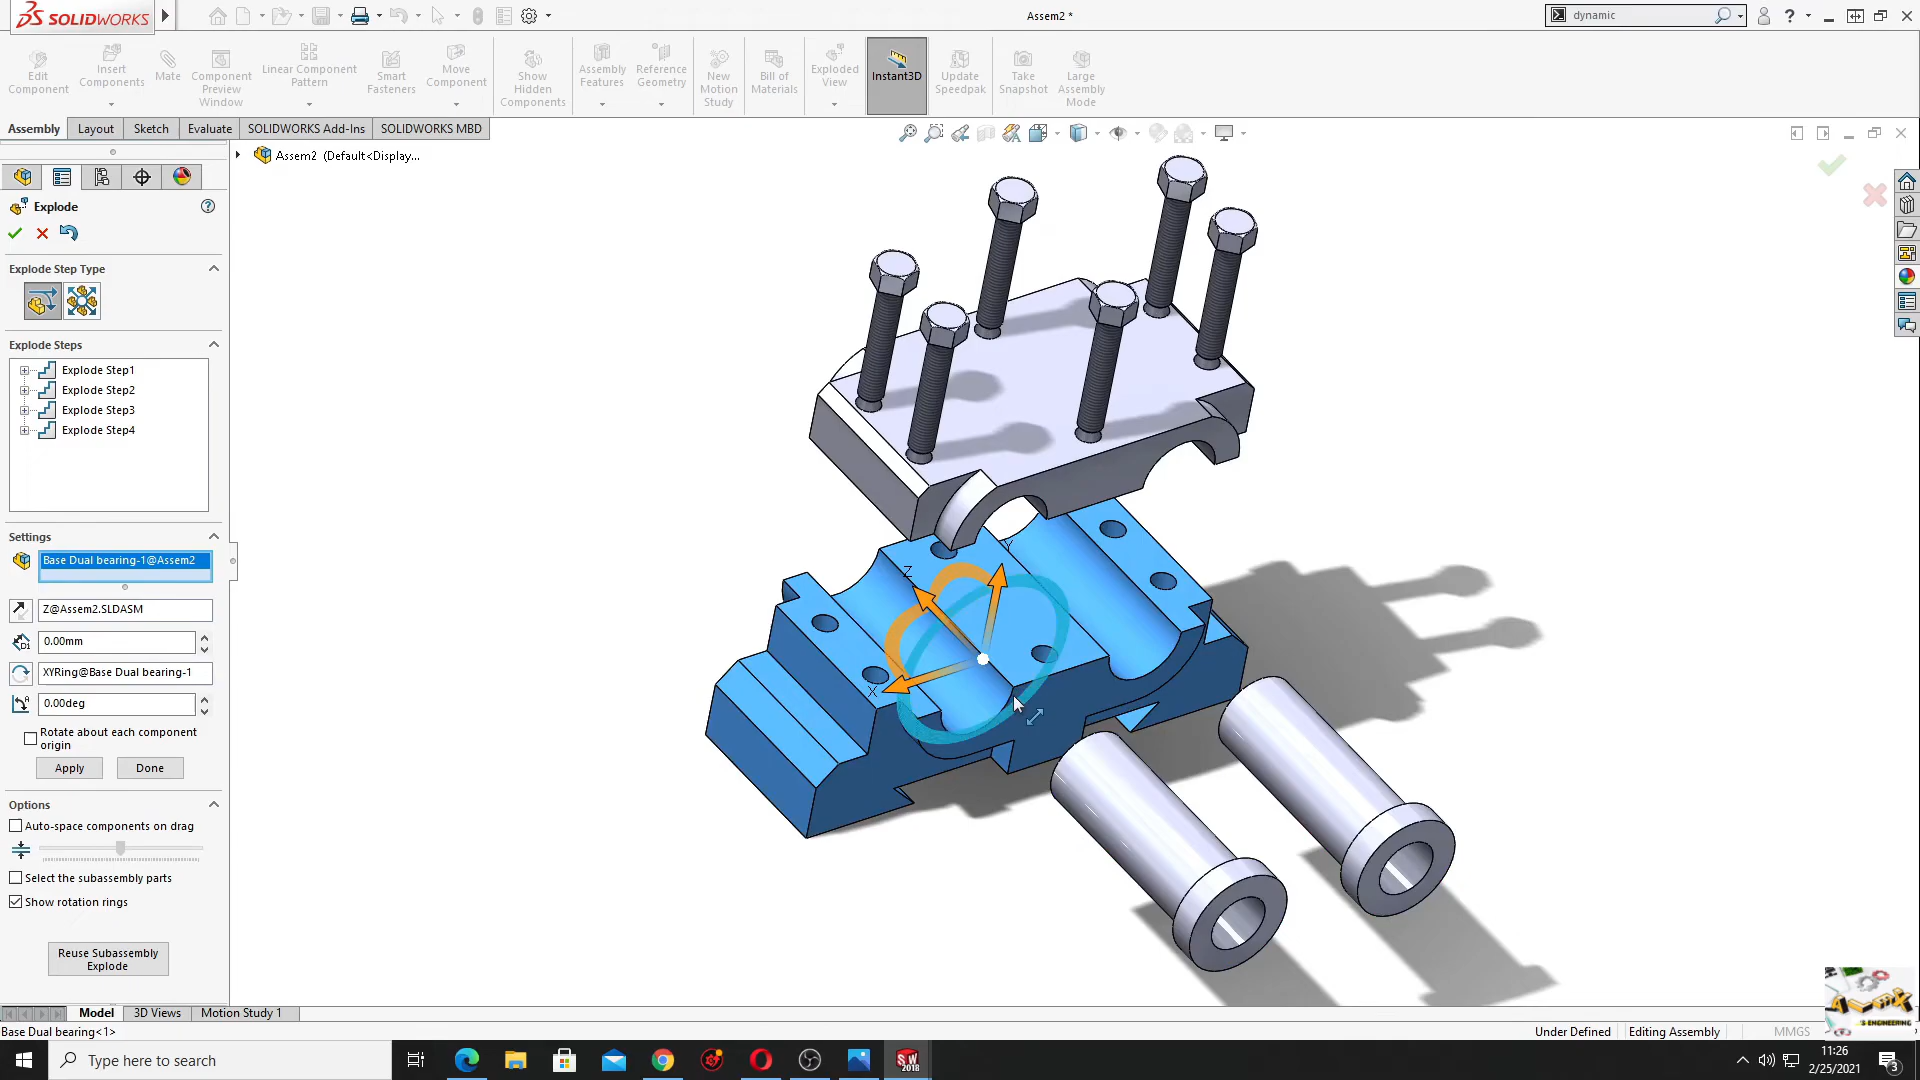 SOLIDWORKS
Assem2 *
dynamic
Edit Component
Insert Components
Mate
Component Preview Window
Linear Component Pattern
Smart Fasteners
Move Component
Show Hidden Components
Assembly Features
Reference Geometry
New Motion Study
Bill of Materials
Exploded View
Instant3D
Update Speedpak
Take Snapshot
Large Assembly Mode
Assembly
Layout
Sketch
Evaluate
SOLIDWORKS Add-Ins
SOLIDWORKS MBD
Assem2 (Default<Display...
Explode
Explode Step Type
Explode Steps
Explode Step1
Explode Step2
Explode Step3
Explode Step4
Settings
Base Dual bearing-1@Assem2
Z@Assem2.SLDASM
0.00mm
XYRing@Base Dual bearing-1
0.00deg
Rotate about each component
origin
Apply
Done
Options
Auto-space components on drag
Select the subassembly parts
Show rotation rings
Reuse Subassembly
Explode
Y
Z
X
Model
3D Views
Motion Study 1
Base Dual bearing<1>
Under Defined
Editing Assembly
MMGS
Type here to search
SW
2018
11:26
2/25/2021
3